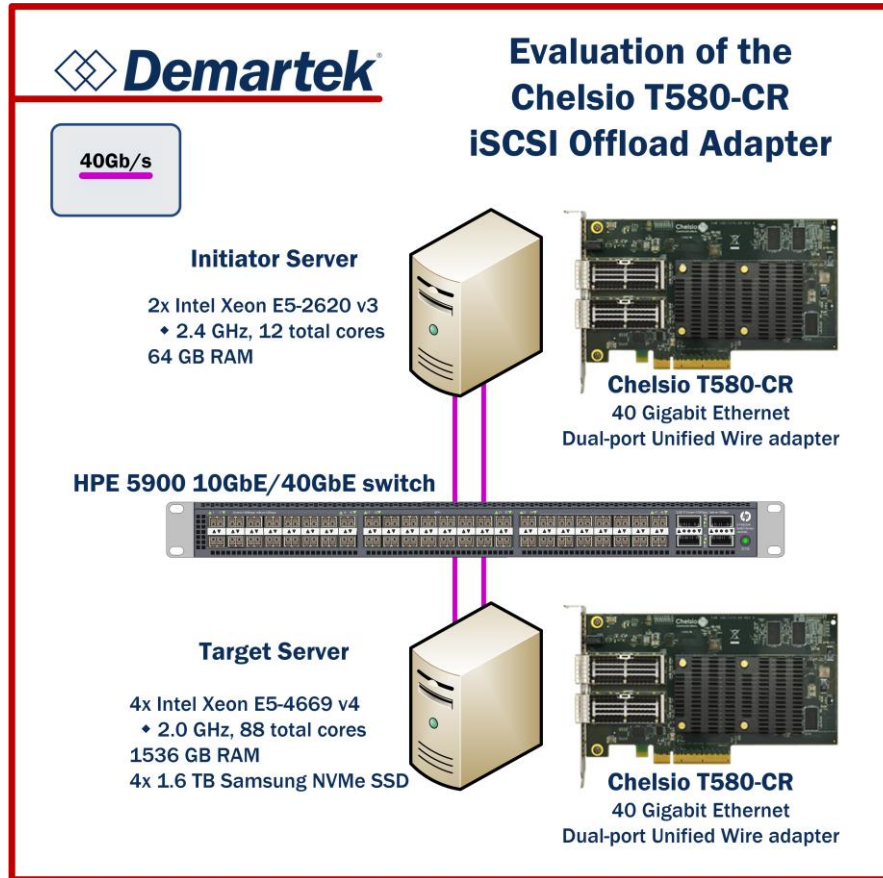 Demartek
Evaluation of the
Chelsio T580-CR
iSCSI Offload Adapter
40Gb/s
Initiator Server
2x Intel Xeon E5-2620 v3
◆ 2.4 GHz, 12 total cores
64 GB RAM
Chelsio
Chelsio T580-CR
40 Gigabit Ethernet
Dual-port Unified Wire adapter
HPE 5900 10GbE/40GbE switch
Target Server
4x Intel Xeon E5-4669 v4
◆ 2.0 GHz, 88 total cores
1536 GB RAM
4x 1.6 TB Samsung NVMe SSD
Chelsio
Chelsio T580-CR
40 Gigabit Ethernet
Dual-port Unified Wire adapter